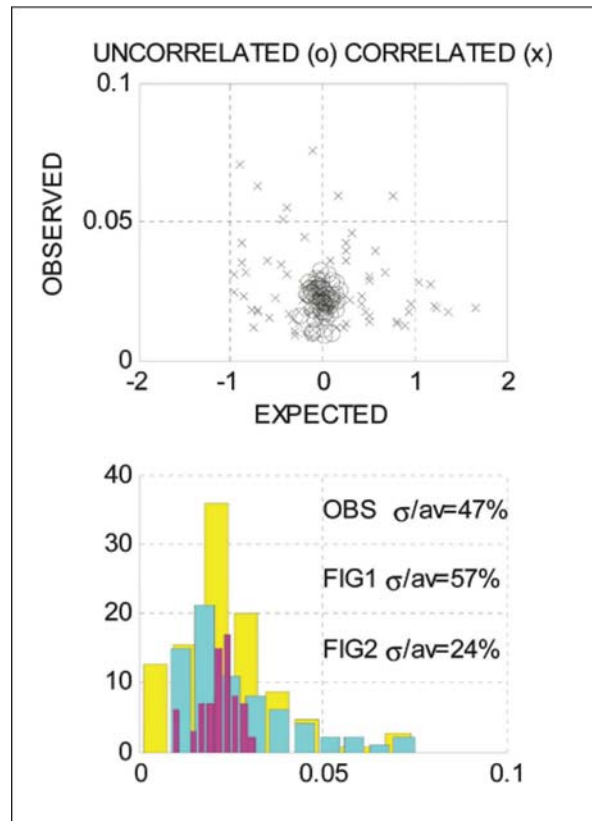 UNCORRELATED (o) CORRELATED (x)
0.1
OBSERVED
0.05
0
-2 -1 0 1 2
EXPECTED
40
OBS σ/av=47%
30
FIG1 σ/av=57%
20
FIG2 σ/av=24%
10
0
0 0.05 0.1